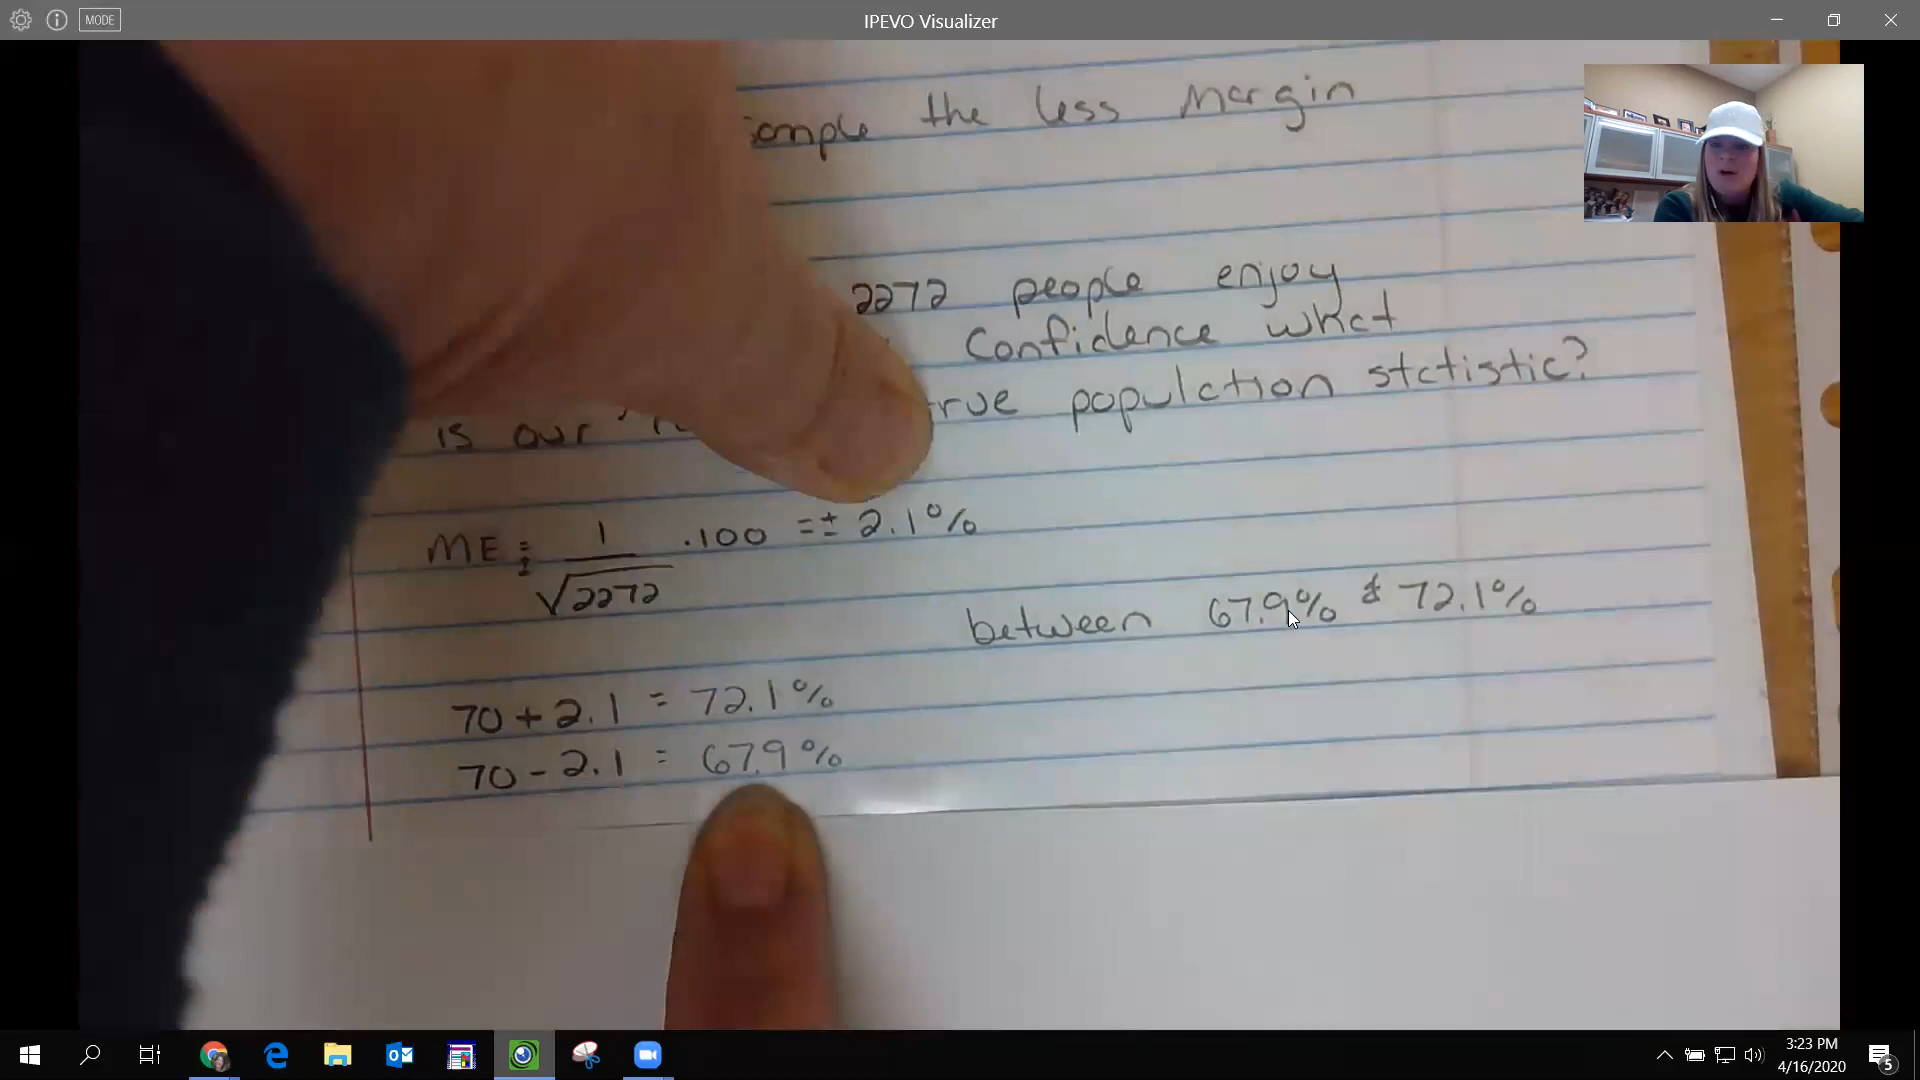 MODE
IPEVO Visualizer
the less Margin
2272 people enjoy
Confidence what
population statistic?
is our
ME = ± 1 / √2272 · 100 = ± 2.1%
between 67.9% & 72.1%
70 + 2.1 = 72.1%
70 - 2.1 = 67.9%
3:23 PM
4/16/2020
5